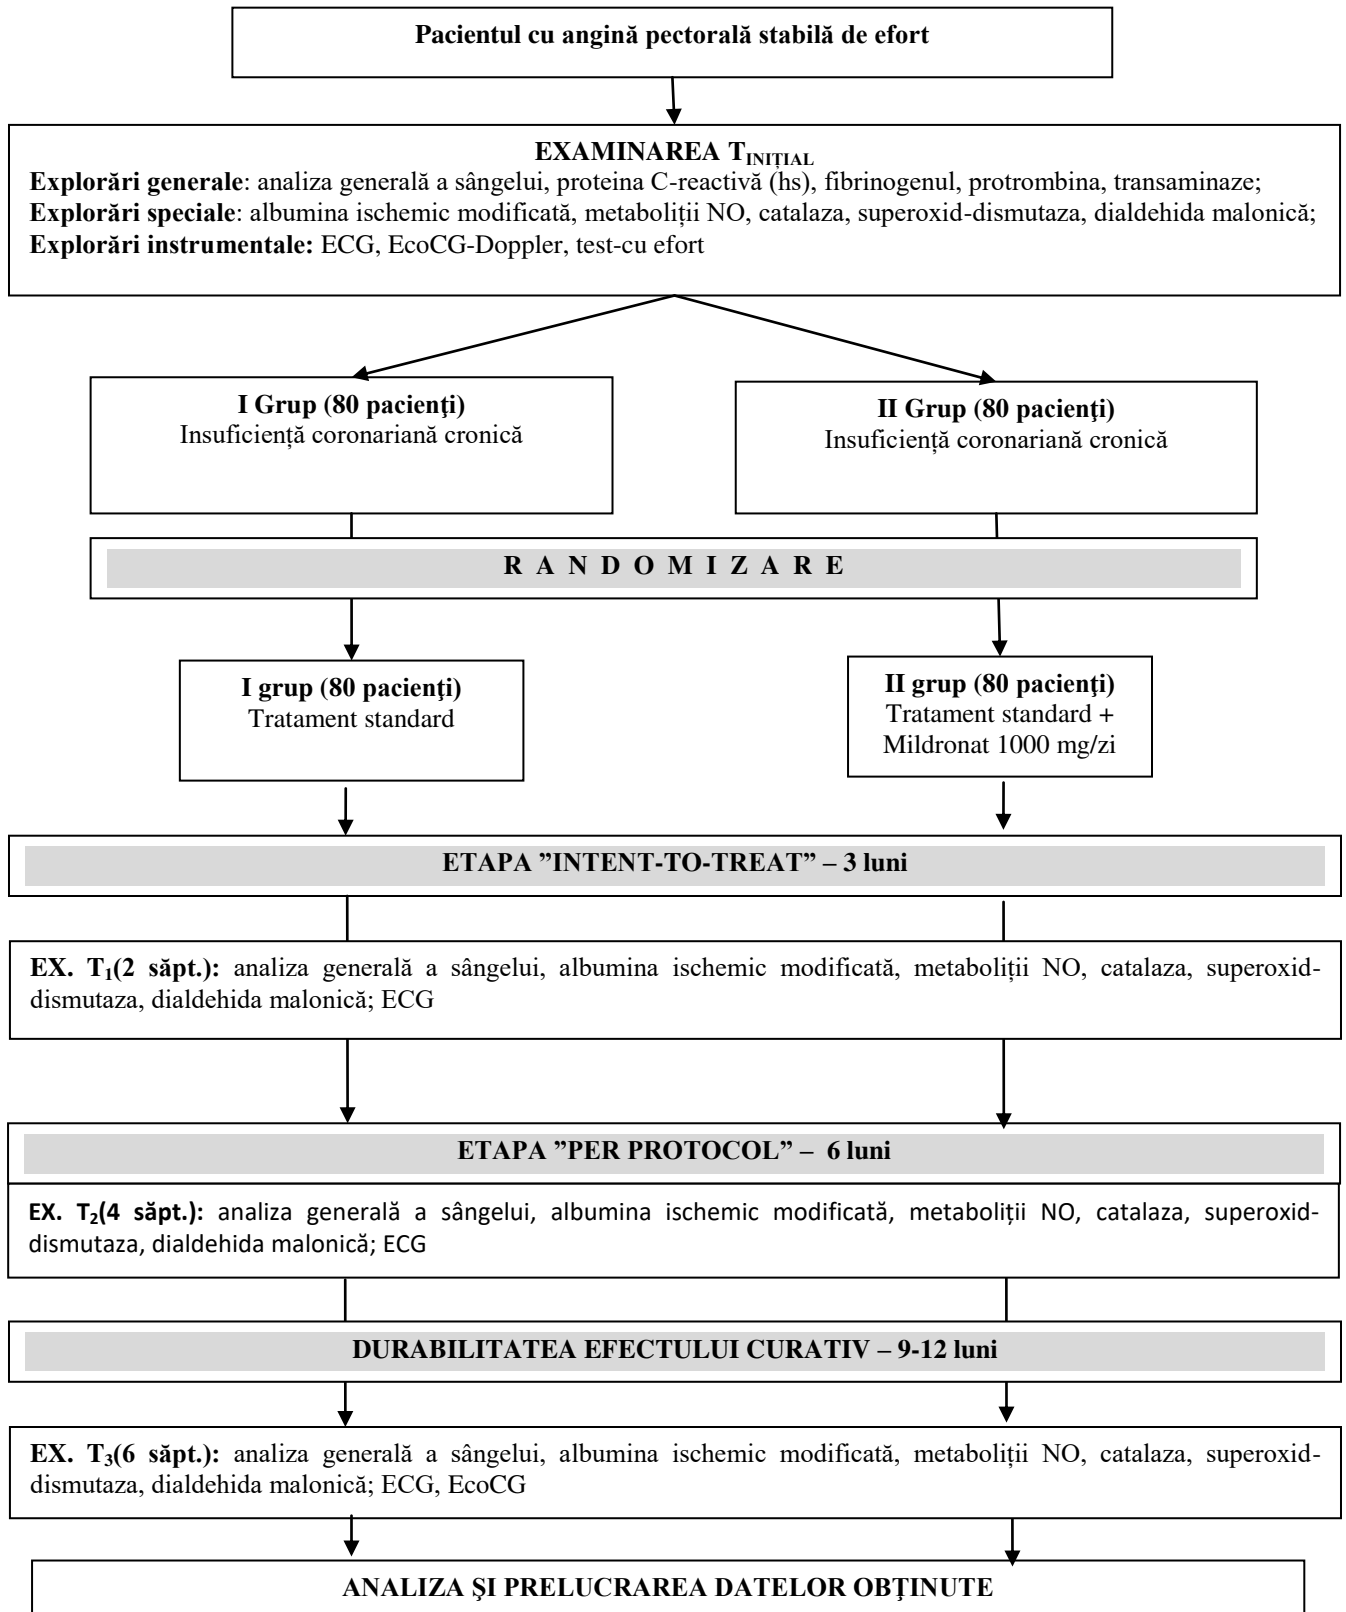 Pacientul cu angină pectorală stabilă de efort
EXAMINAREA TINIȚIAL
Explorări generale: analiza generală a sângelui, proteina C-reactivă (hs), fibrinogenul, protrombina, transaminaze;
Explorări speciale: albumina ischemic modificată, metaboliții NO, catalaza, superoxid-dismutaza, dialdehida malonică;
Explorări instrumentale: ECG, EcoCG-Doppler, test-cu efort
I Grup (80 pacienţi)
Insuficiență coronariană cronică
II Grup (80 pacienţi)
Insuficiență coronariană cronică
R A N D O M I Z A R E
I grup (80 pacienţi)
Tratament standard
II grup (80 pacienţi)
Tratament standard +
Mildronat 1000 mg/zi
ETAPA ”INTENT-TO-TREAT” – 3 luni
EX. T1(2 săpt.): analiza generală a sângelui, albumina ischemic modificată, metaboliții NO, catalaza, superoxid-
dismutaza, dialdehida malonică; ECG
ETAPA ”PER PROTOCOL” – 6 luni
EX. T2(4 săpt.): analiza generală a sângelui, albumina ischemic modificată, metaboliții NO, catalaza, superoxid-
dismutaza, dialdehida malonică; ECG
DURABILITATEA EFECTULUI CURATIV – 9-12 luni
EX. T3(6 săpt.): analiza generală a sângelui, albumina ischemic modificată, metaboliții NO, catalaza, superoxid-
dismutaza, dialdehida malonică; ECG, EcoCG
ANALIZA ŞI PRELUCRAREA DATELOR OBŢINUTE